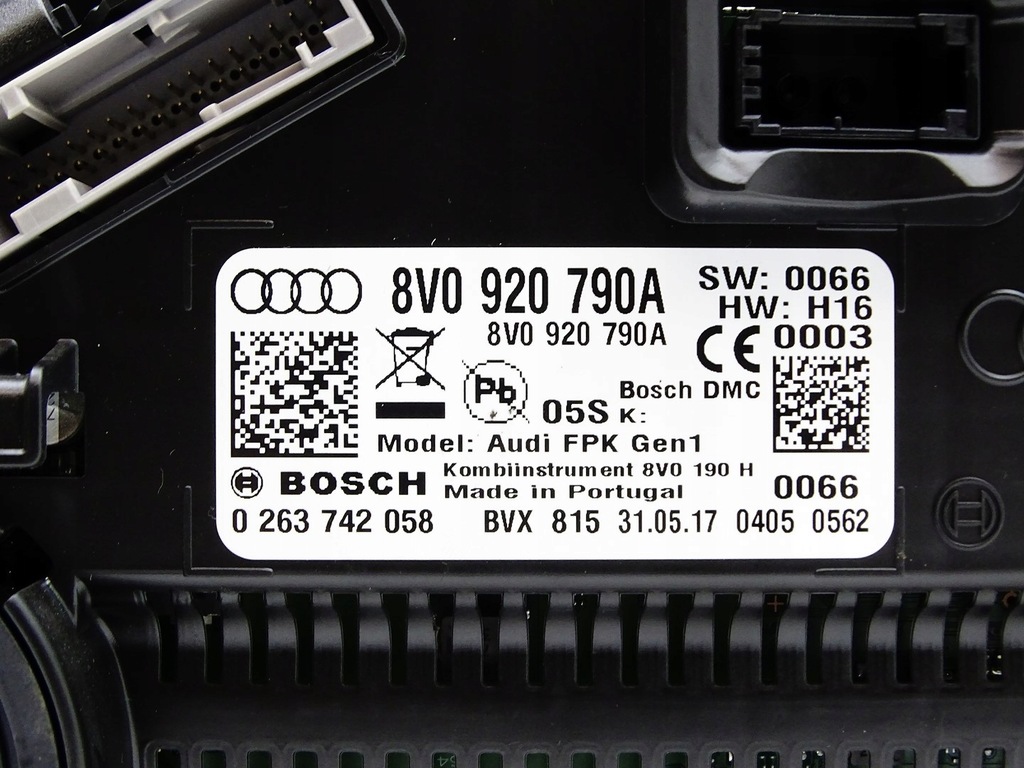 8V0 920 790A
SW: 0066
HW: H16
8V0 920 790A
CE 0003
Pb
Bosch DMC
05S K:
Model: Audi FPK Gen1
Kombiinstrument 8V0 190 H
BOSCH
Made in Portugal
0066
0 263 742 058 BVX 815 31.05.17 0405 0562